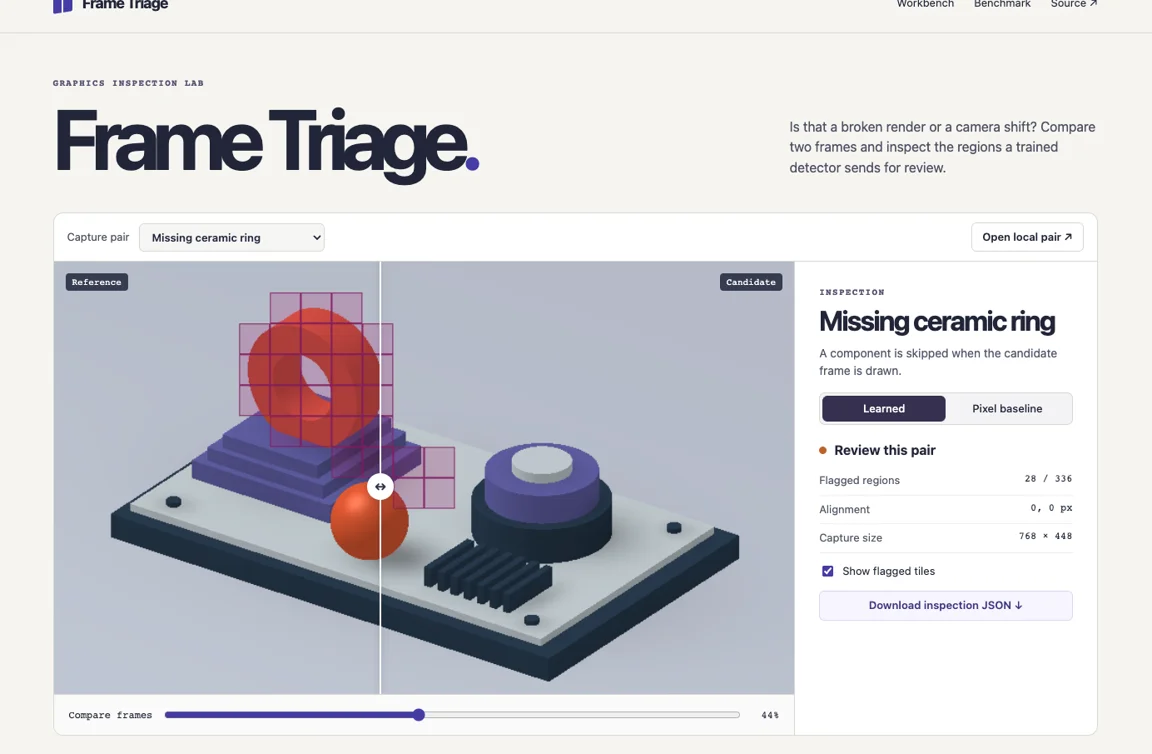 Frame Triage
Workbench Benchmark Source ↗
GRAPHICS INSPECTION LAB
Frame Triage.
Is that a broken render or a camera shift? Compare
two frames and inspect the regions a trained
detector sends for review.
Capture pair
Missing ceramic ring
Open local pair ↗
Reference
Candidate
INSPECTION
Missing ceramic ring
A component is skipped when the candidate
frame is drawn.
Learned Pixel baseline
Review this pair
Flagged regions 28 / 336
Alignment 0, 0 px
Capture size 768 × 448
Show flagged tiles
Download inspection JSON ↓
Compare frames 44%